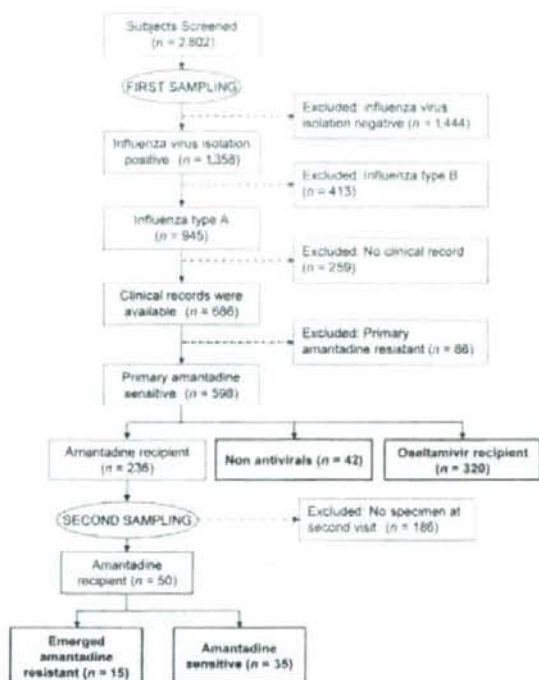 Subjects Screened
(n = 2,802)
FIRST SAMPLING
Excluded: influenza virus
isolation negative (n = 1,444)
Influenza virus isolation
positive (n = 1,358)
Excluded: influenza type B
(n = 413)
Influenza type A
(n = 945)
Excluded: No clinical record
(n = 259)
Clinical records were
available (n = 686)
Excluded: Primary
amantadine resistant (n = 88)
Primary amantadine
sensitive (n = 598)
Amantadine recipient
(n = 236)
Non antivirals (n = 42)
Oseltamivir recipient
(n = 320)
SECOND SAMPLING
Excluded: No specimen at
second visit (n = 186)
Amantadine
recipient (n = 50)
Emerged
amantadine
resistant (n = 15)
Amantadine
sensitive (n = 35)